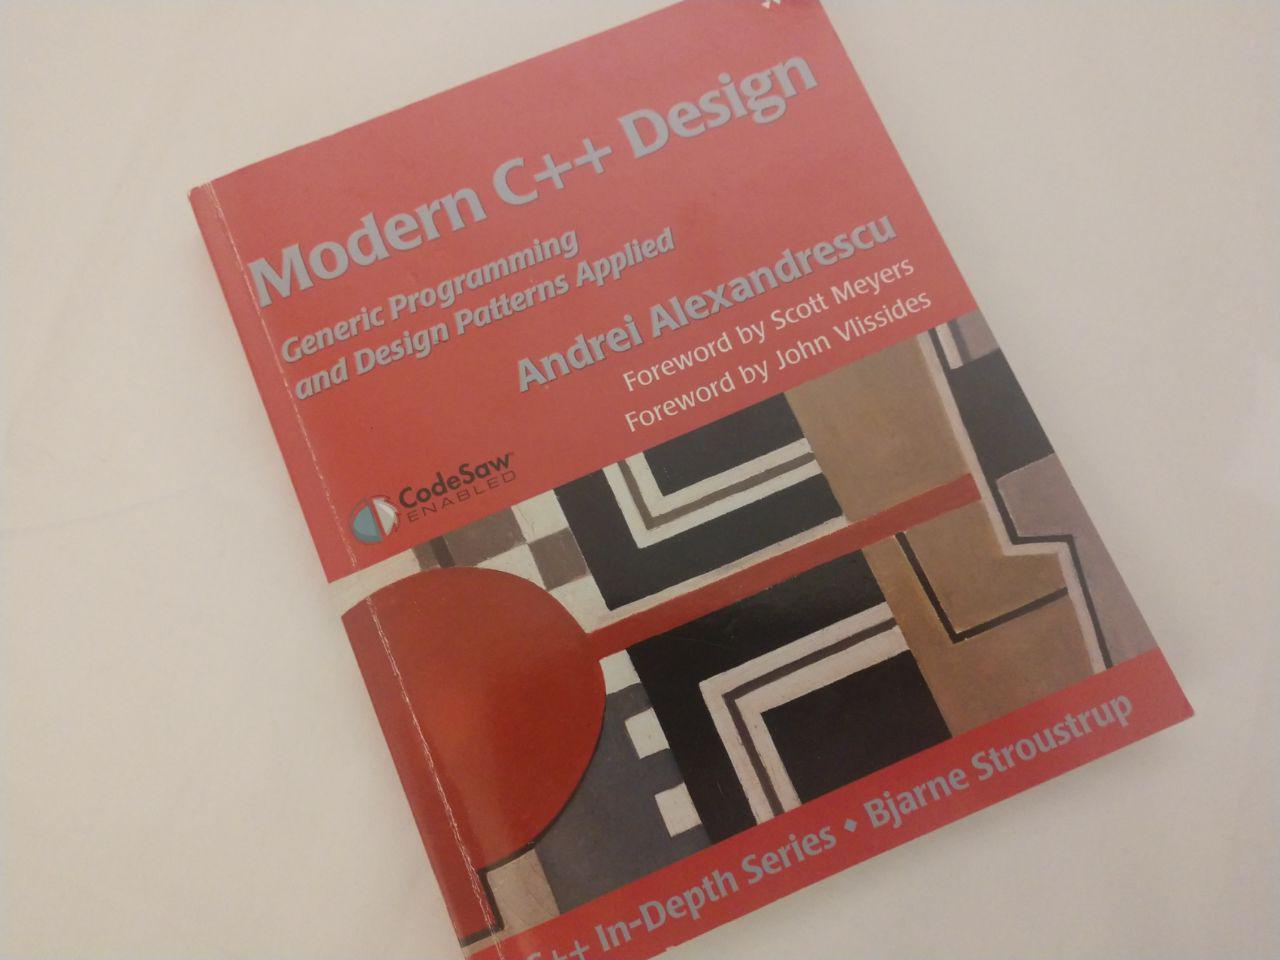 Modern C++ Design
Generic Programming
and Design Patterns Applied
Andrei Alexandrescu
Foreword by Scott Meyers
Foreword by John Vlissides
CodeSaw™
ENABLED
C++ In-Depth Series ◆ Bjarne Stroustrup